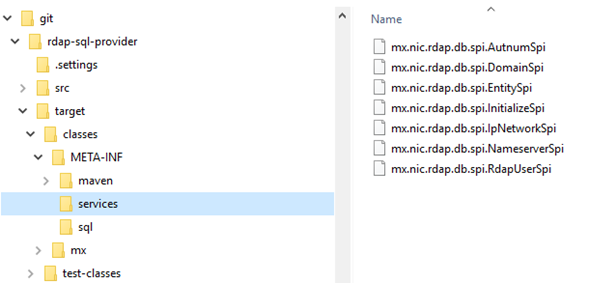 git
rdap-sql-provider
.settings
src
target
classes
META-INF
maven
services
sql
mx
test-classes
Name
mx.nic.rdap.db.spi.AutnumSpi
mx.nic.rdap.db.spi.DomainSpi
mx.nic.rdap.db.spi.EntitySpi
mx.nic.rdap.db.spi.InitializeSpi
mx.nic.rdap.db.spi.IpNetworkSpi
mx.nic.rdap.db.spi.NameserverSpi
mx.nic.rdap.db.spi.RdapUserSpi